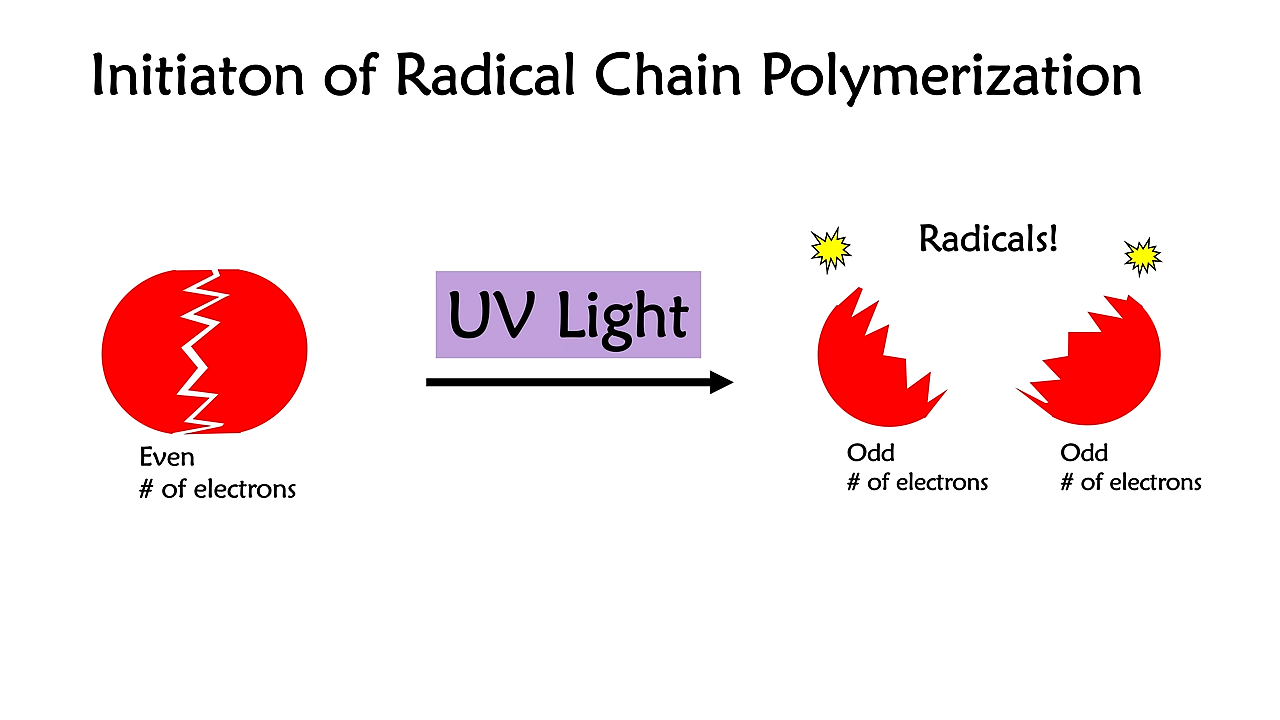 Initiaton of Radical Chain Polymerization
Radicals!
UV Light
Even
# of electrons
Odd
# of electrons
Odd
# of electrons